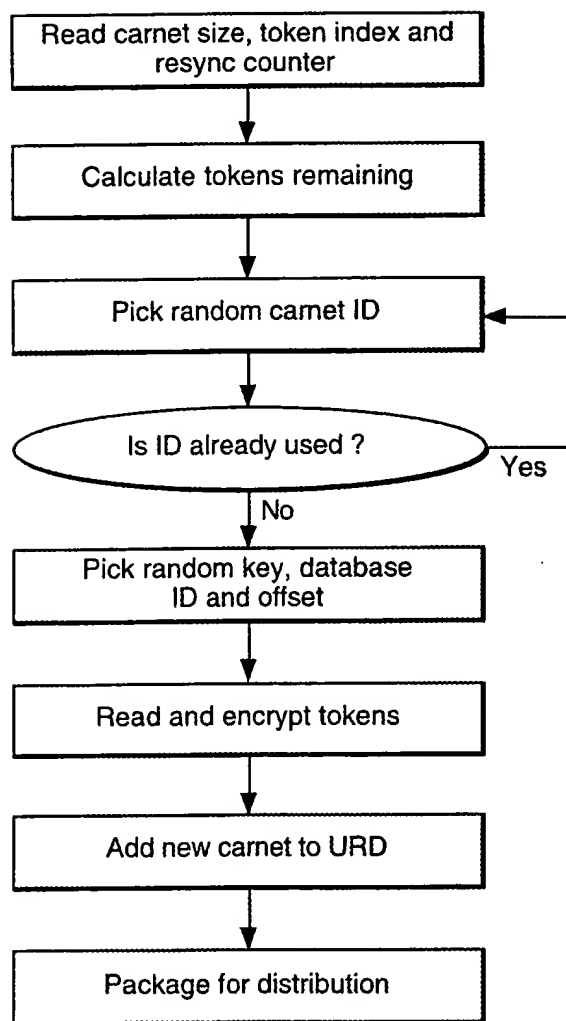 Read carnet size, token index and
resync counter
Calculate tokens remaining
Pick random carnet ID
Is ID already used ?
Yes
No
Pick random key, database
ID and offset
Read and encrypt tokens
Add new carnet to URD
Package for distribution